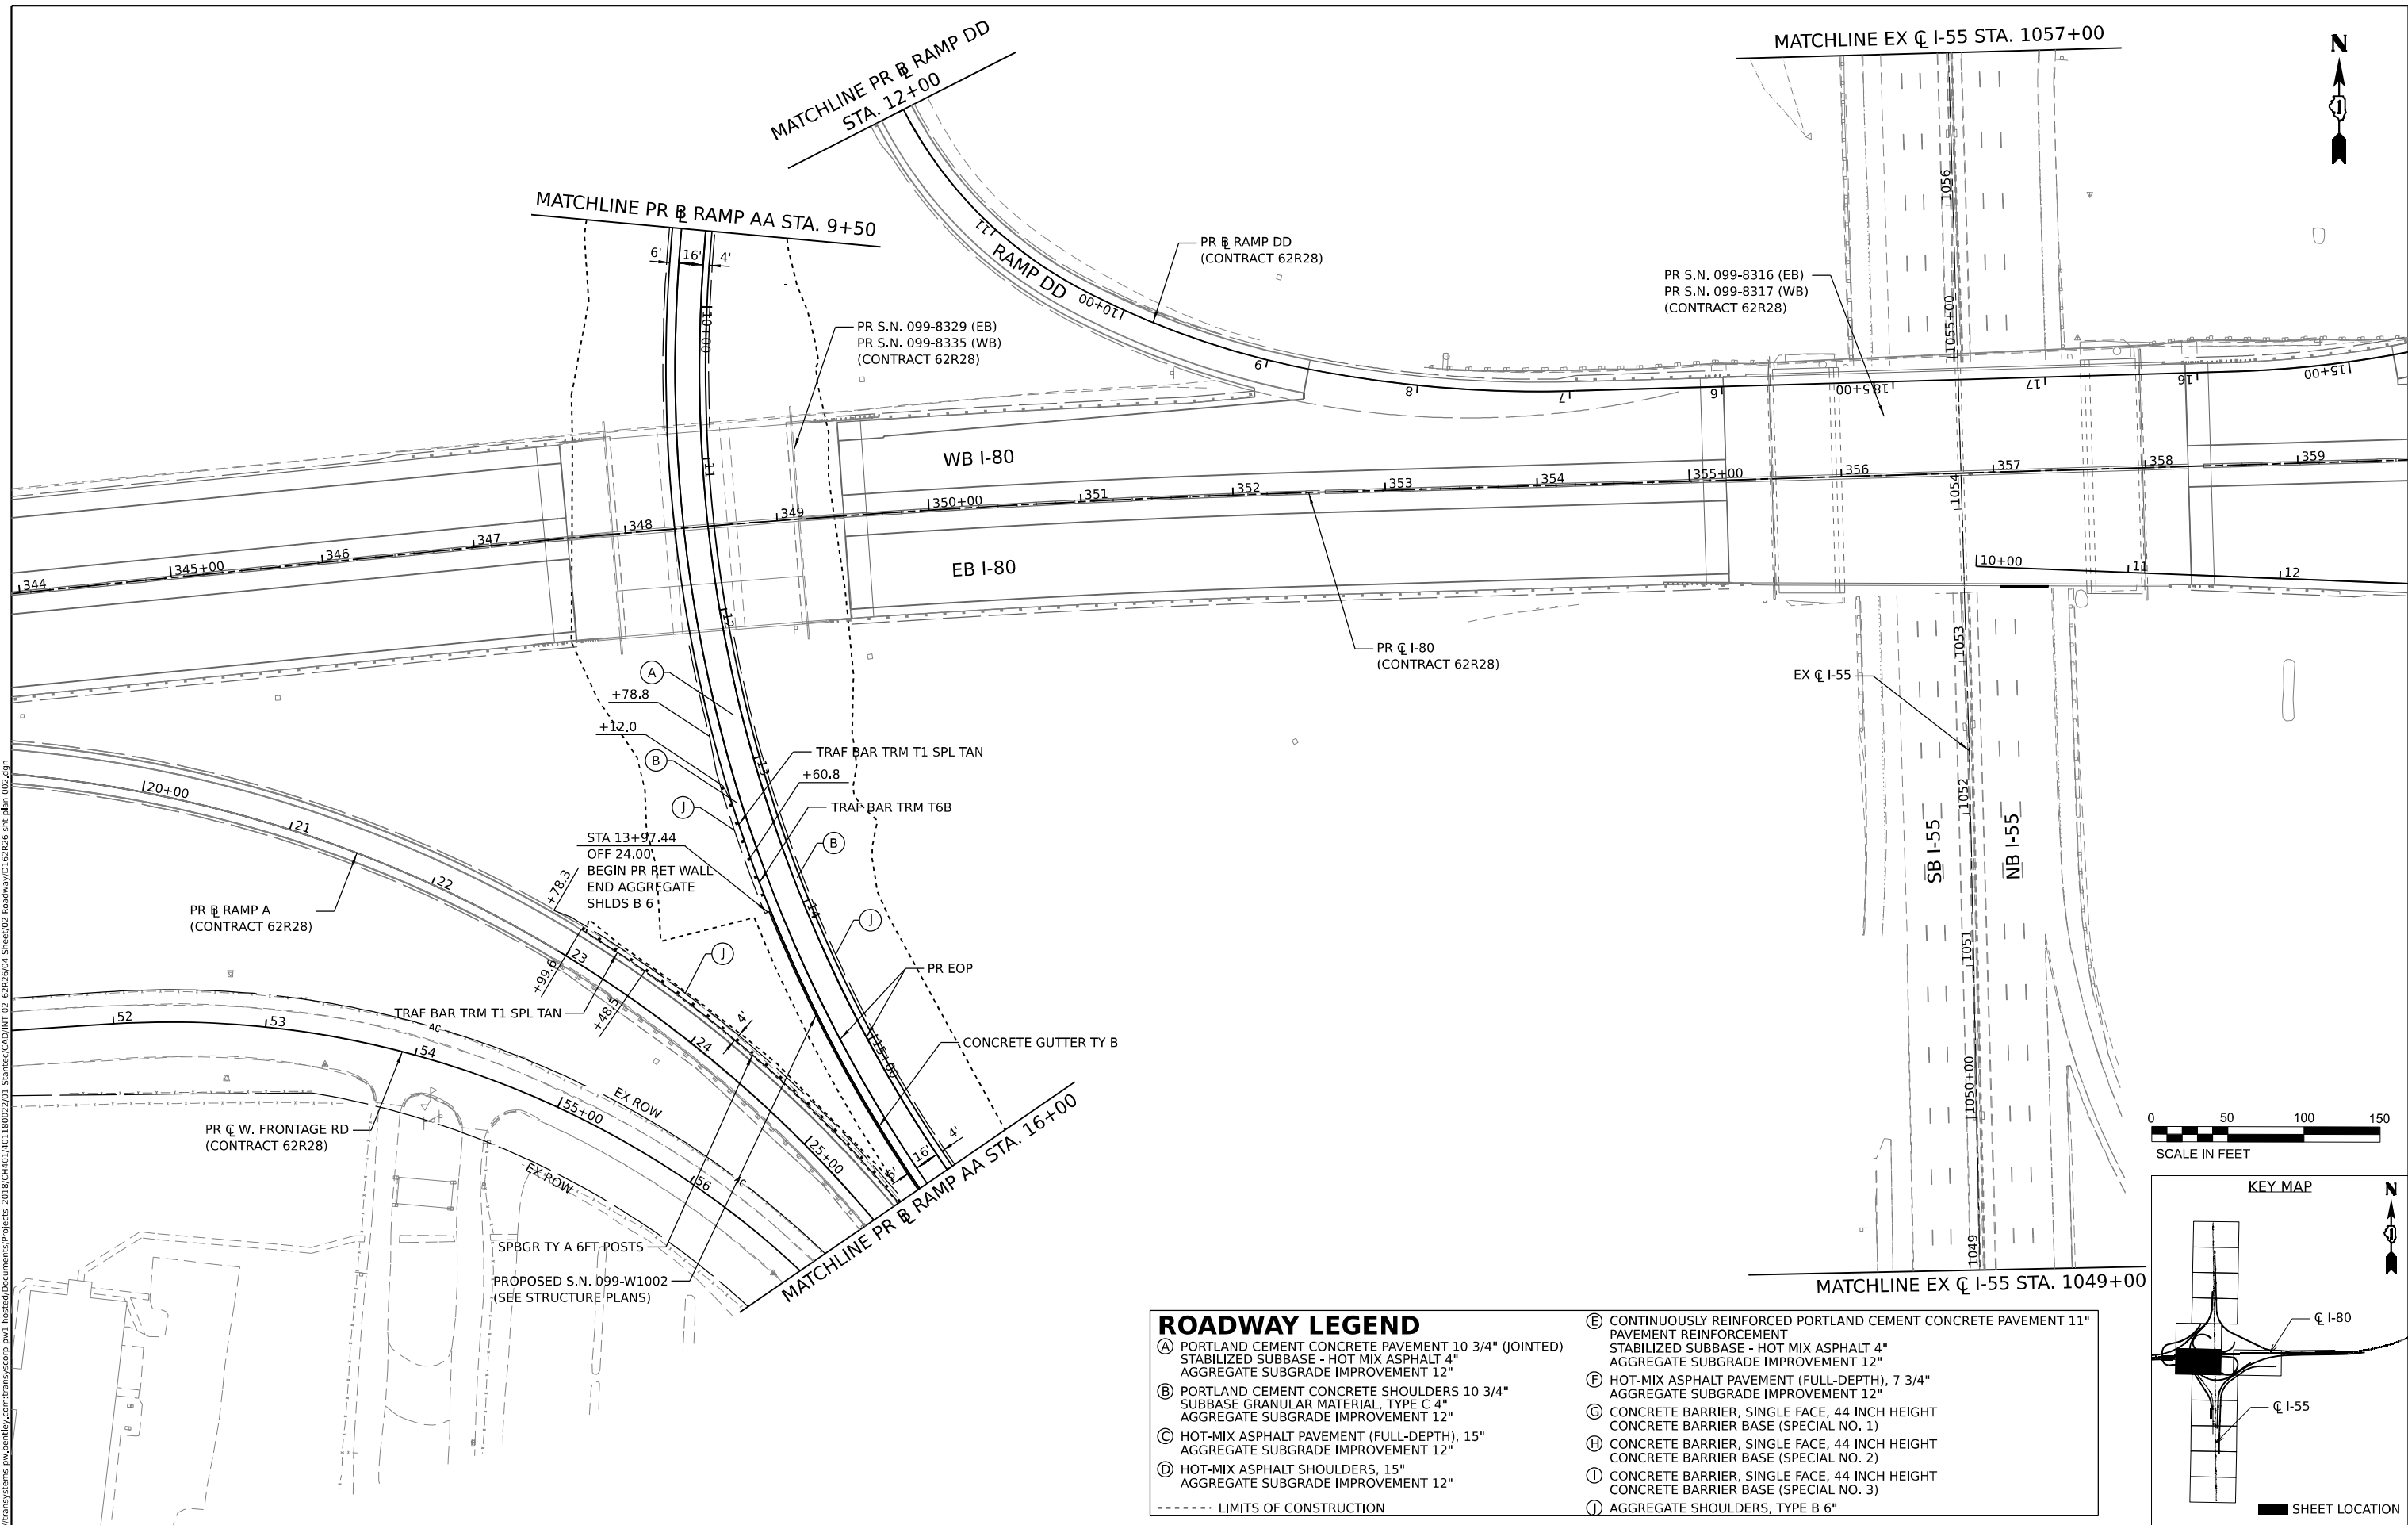 MATCHLINE PR BL RAMP DD
STA. 12+00
MATCHLINE EX CL I-55 STA. 1057+00
N
MATCHLINE PR BL RAMP AA STA. 9+50
6'
16'
4'
10+00
11
12
13
14
15+00
11
RAMP DD
10+00
9
8
7
6
18+00
5
17
16
15+00
PR BL RAMP DD
(CONTRACT 62R28)
PR S.N. 099-8316 (EB)
PR S.N. 099-8317 (WB)
(CONTRACT 62R28)
PR S.N. 099-8329 (EB)
PR S.N. 099-8335 (WB)
(CONTRACT 62R28)
1056
1055+00
1054
1053
1052
1051
1050+00
1049
WB I-80
344
345+00
346
347
348
349
350+00
351
352
353
354
355+00
356
357
358
359
EB I-80
10+00
11
12
PR CL I-80
(CONTRACT 62R28)
EX CL I-55
SB I-55
NB I-55
A
+78.8
+12.0
B
TRAF BAR TRM T1 SPL TAN
+60.8
J
TRAF BAR TRM T6B
STA 13+97.44
OFF 24.00
BEGIN PR RET WALL
END AGGREGATE
SHLDS B 6
B
J
20+00
21
22
23
24
25+00
PR BL RAMP A
(CONTRACT 62R28)
+78.3
+99.6
+48.5
J
TRAF BAR TRM T1 SPL TAN
4'
PR EOP
CONCRETE GUTTER TY B
52
53
54
55+00
56
AC
EX ROW
AC
EX ROW
PR CL W. FRONTAGE RD
(CONTRACT 62R28)
6'
16'
4'
MATCHLINE PR BL RAMP AA STA. 16+00
SPBGR TY A 6FT POSTS
PROPOSED S.N. 099-W1002
(SEE STRUCTURE PLANS)
MATCHLINE EX CL I-55 STA. 1049+00
0 50 100 150
SCALE IN FEET
KEY MAP
N
CL I-80
CL I-55
SHEET LOCATION
ROADWAY LEGEND
A PORTLAND CEMENT CONCRETE PAVEMENT 10 3/4" (JOINTED)
STABILIZED SUBBASE - HOT MIX ASPHALT 4"
AGGREGATE SUBGRADE IMPROVEMENT 12"
B PORTLAND CEMENT CONCRETE SHOULDERS 10 3/4"
SUBBASE GRANULAR MATERIAL, TYPE C 4"
AGGREGATE SUBGRADE IMPROVEMENT 12"
C HOT-MIX ASPHALT PAVEMENT (FULL-DEPTH), 15"
AGGREGATE SUBGRADE IMPROVEMENT 12"
D HOT-MIX ASPHALT SHOULDERS, 15"
AGGREGATE SUBGRADE IMPROVEMENT 12"
LIMITS OF CONSTRUCTION
E CONTINUOUSLY REINFORCED PORTLAND CEMENT CONCRETE PAVEMENT 11"
PAVEMENT REINFORCEMENT
STABILIZED SUBBASE - HOT MIX ASPHALT 4"
AGGREGATE SUBGRADE IMPROVEMENT 12"
F HOT-MIX ASPHALT PAVEMENT (FULL-DEPTH), 7 3/4"
AGGREGATE SUBGRADE IMPROVEMENT 12"
G CONCRETE BARRIER, SINGLE FACE, 44 INCH HEIGHT
CONCRETE BARRIER BASE (SPECIAL NO. 1)
H CONCRETE BARRIER, SINGLE FACE, 44 INCH HEIGHT
CONCRETE BARRIER BASE (SPECIAL NO. 2)
I CONCRETE BARRIER, SINGLE FACE, 44 INCH HEIGHT
CONCRETE BARRIER BASE (SPECIAL NO. 3)
J AGGREGATE SHOULDERS, TYPE B 6"